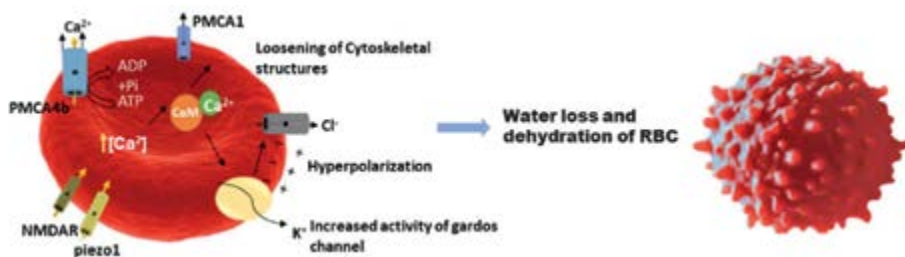 Ca²⁺
PMCA1
Loosening of Cytoskeletal
structures
ADP
+Pi
ATP
PMCA4b
CaM
Ca²⁺
Cl⁻
↑[Ca²⁺]
Hyperpolarization
Water loss and
dehydration of RBC
NMDAR
piezo1
K⁺ Increased activity of gardos
channel